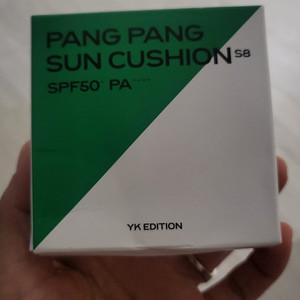 PANG PANG
SUN CUSHION S8
SPF50+ PA++++
YK EDITION